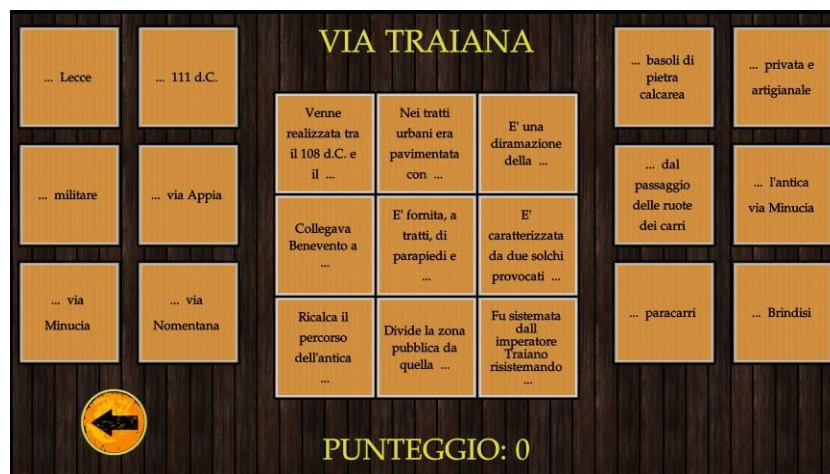 VIA TRAIANA
... Lecce
... 111 d.C.
... militare
... via Appia
... via
Minucia
... via
Nomentana
Venne
realizzata tra
il 108 d.C. e
il ...
Nei tratti
urbani era
pavimentata
con ...
E' una
diramazione
della ...
Collegava
Benevento a
...
E' fornita, a
tratti, di
parapiedi e
...
E'
caratterizzata
da due solchi
provocati ...
Ricalca il
percorso
dell'antica
...
Divide la zona
pubblica da
quella ...
Fu sistemata
dall
imperatore
Traiano
risistemando
...
... basoli di
pietra
calcarea
... privata e
artigianale
... dal
passaggio
delle ruote
dei carri
... l'antica
via Minucia
... paracarri
... Brindisi
PUNTEGGIO: 0